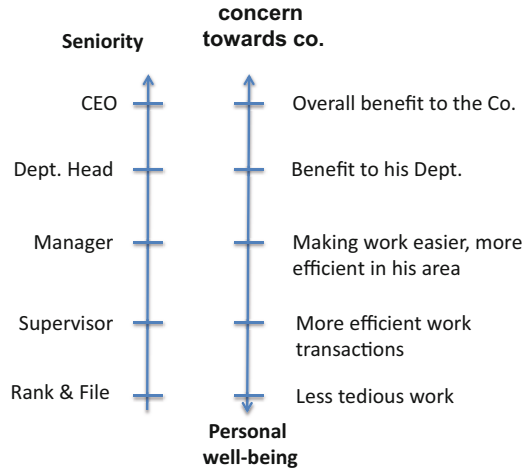 concern
towards co.
Seniority
CEO
Overall benefit to the Co.
Dept. Head
Benefit to his Dept.
Manager
Making work easier, more
efficient in his area
Supervisor
More efficient work
transactions
Rank & File
Less tedious work
Personal
well-being